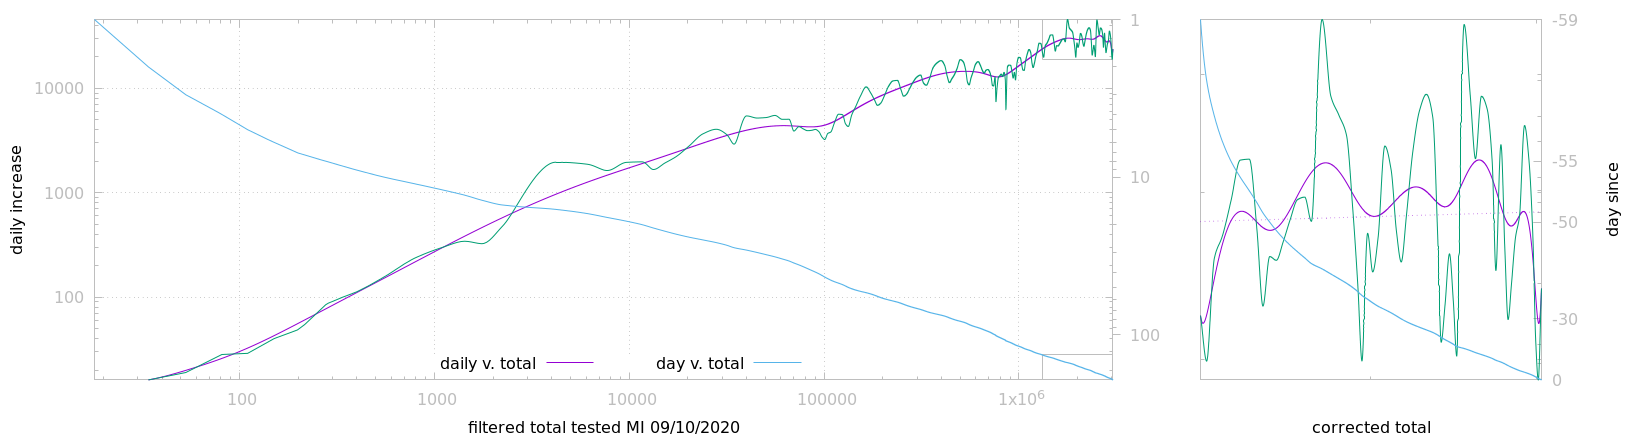 daily increase
10000
1000
100
100
1000
10000
100000
1x10^6
1
10
100
daily v. total
day v. total
filtered total tested MI 09/10/2020
-59
-55
-50
-30
0
day since
corrected total